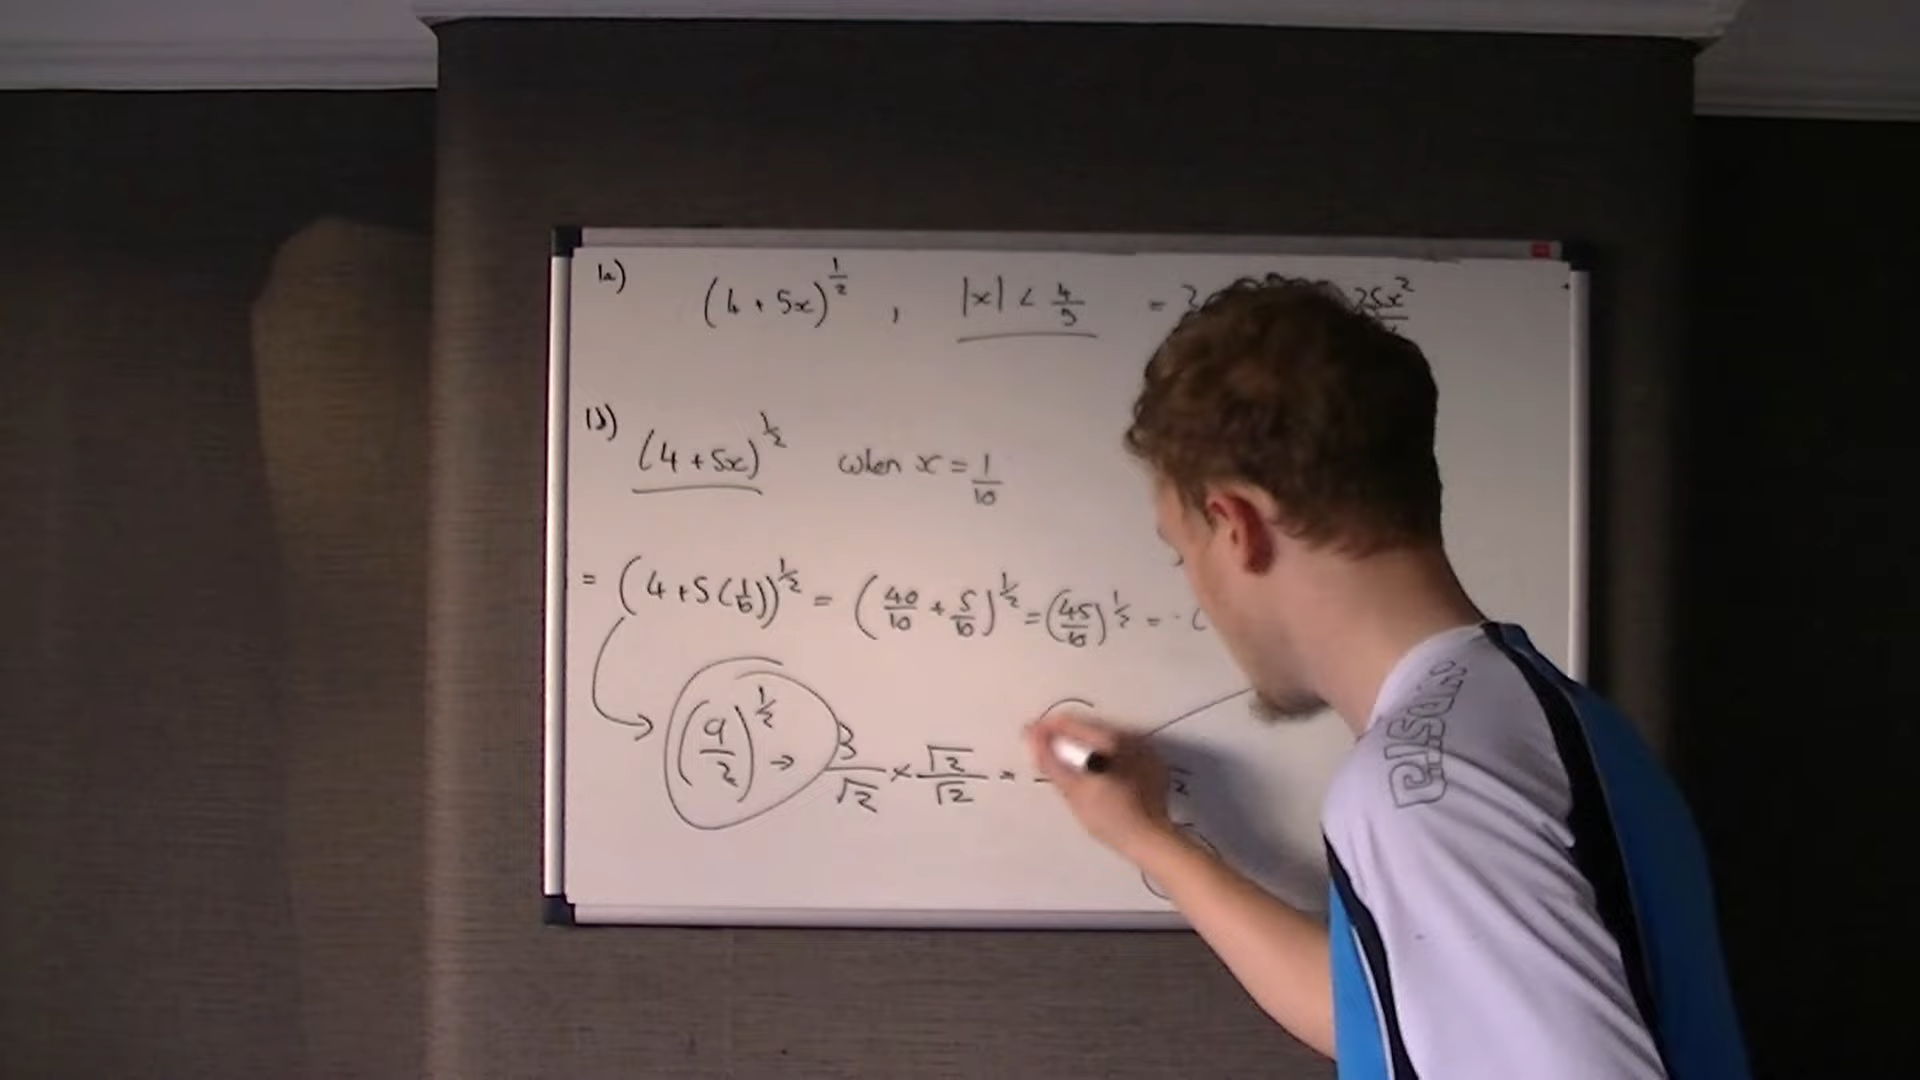 1a) (4 + 5x)^½ , |x| < 4/5 = 2 25x²
1b) (4 + 5x)^½ when x = 1/10
= (4 + 5(1/10))^½ = (40/10 + 5/10)^½ = (45/10)^½ = (
(9/2)^½ → 3/√2 × √2/√2 =